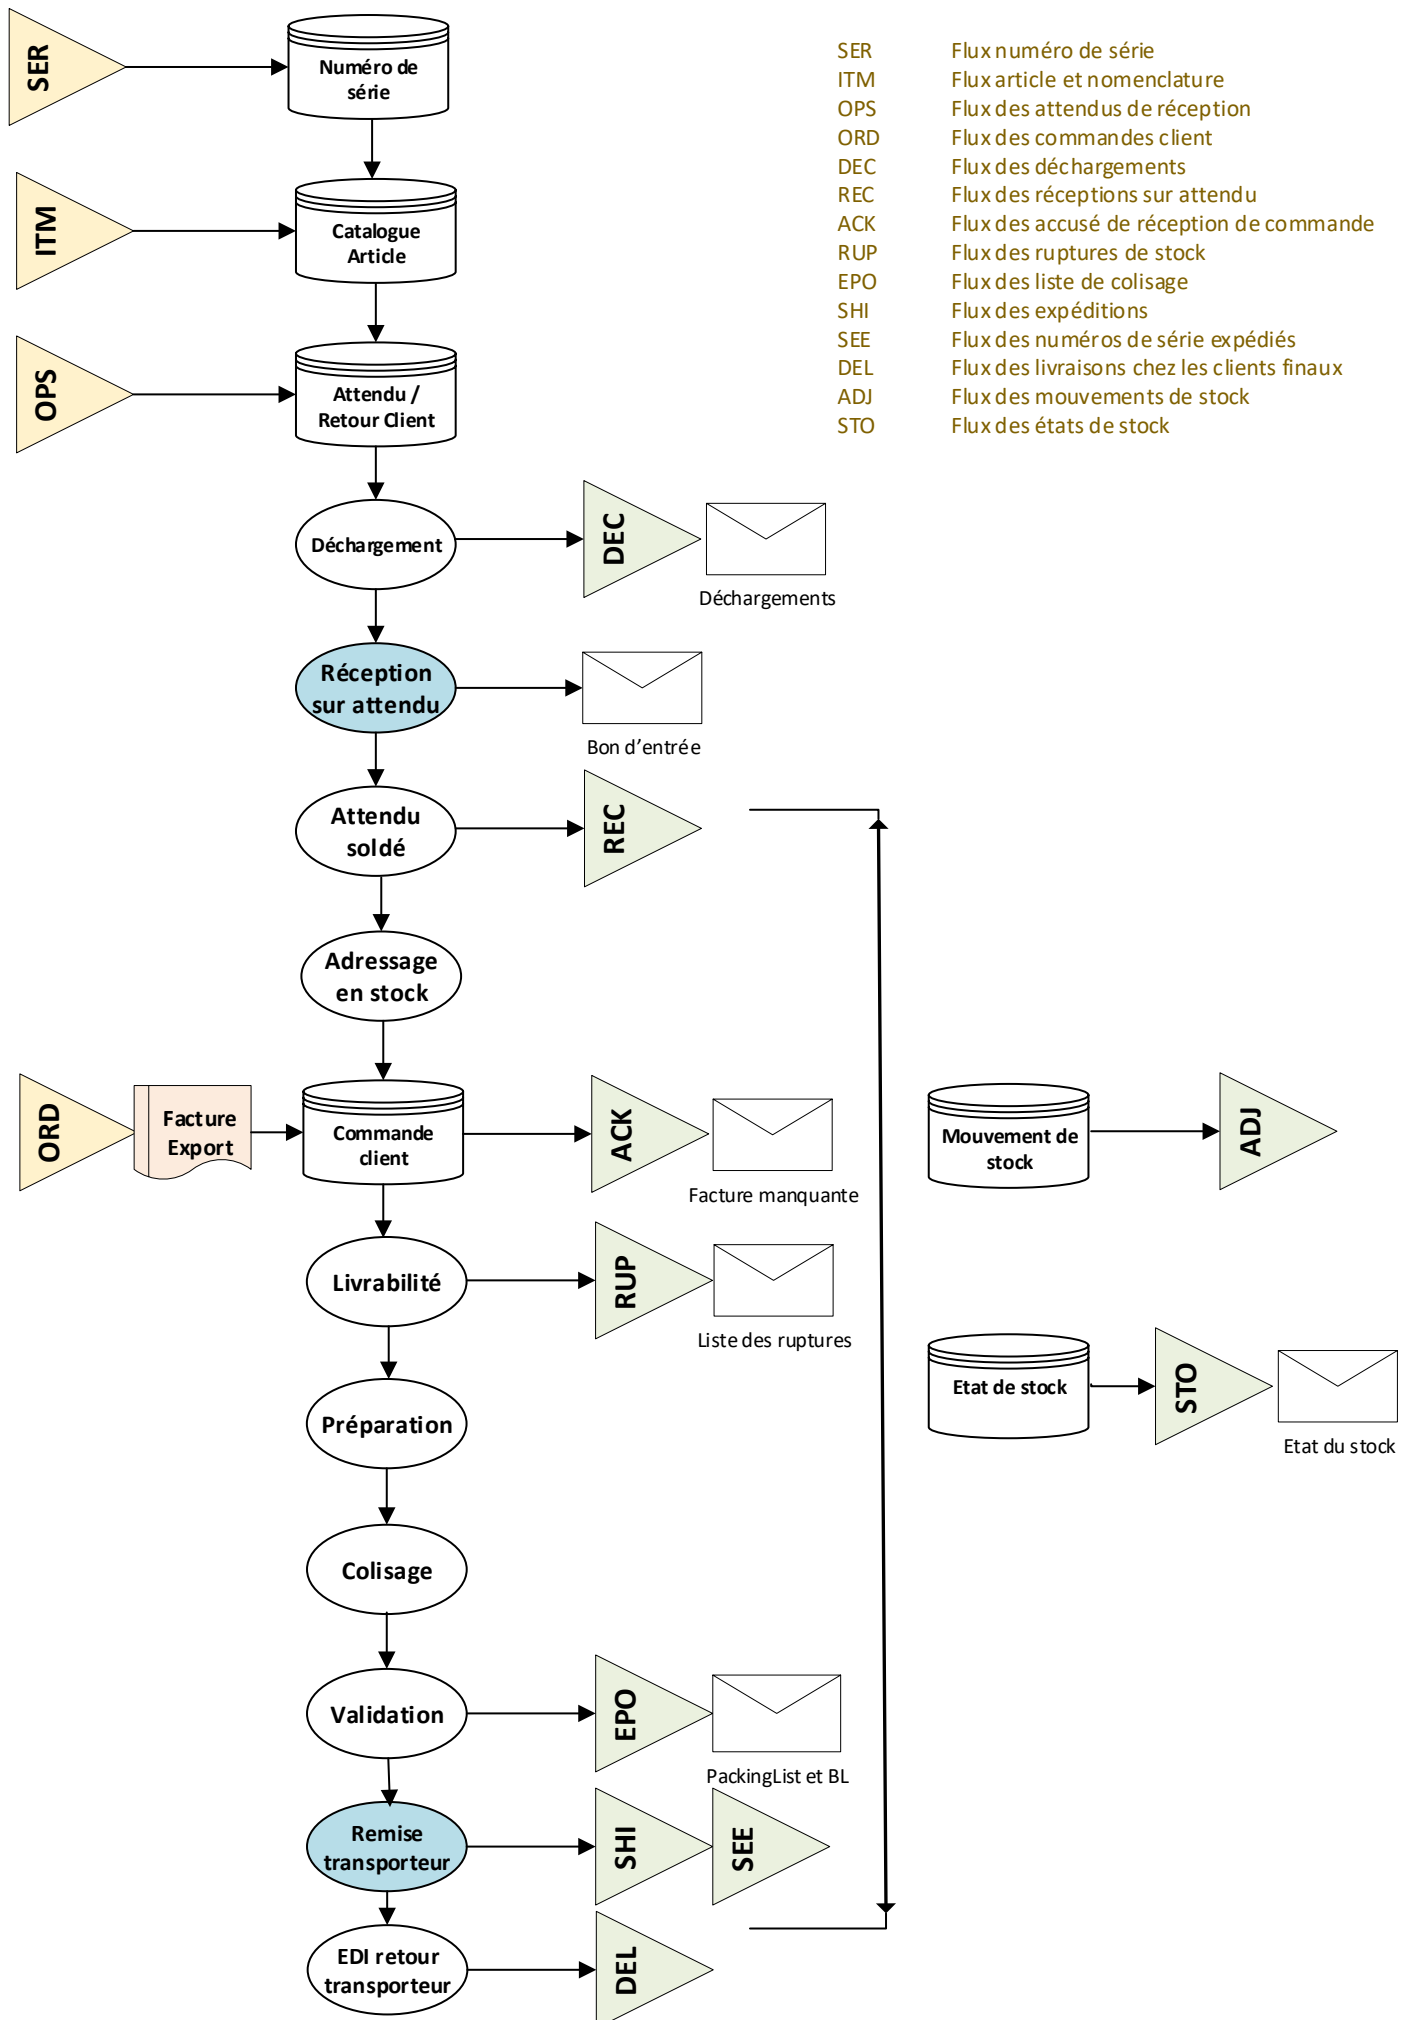 SER
Numéro de
série
SER Flux numéro de série
ITM Flux article et nomenclature
OPS Flux des attendus de réception
ORD Flux des commandes client
DEC Flux des déchargements
REC Flux des réceptions sur attendu
ACK Flux des accusé de réception de commande
RUP Flux des ruptures de stock
EPO Flux des liste de colisage
SHI Flux des expéditions
SEE Flux des numéros de série expédiés
DEL Flux des livraisons chez les clients finaux
ADJ Flux des mouvements de stock
STO Flux des états de stock
ITM
Catalogue
Article
OPS
Attendu /
Retour Client
Déchargement
DEC
Déchargements
Réception
sur attendu
Bon d'entrée
Attendu
soldé
REC
Adressage
en stock
ORD
Facture
Export
Commande
client
ACK
Facture manquante
Mouvement de
stock
ADJ
Livrabilité
RUP
Liste des ruptures
Etat de stock
STO
Etat du stock
Préparation
Colisage
Validation
EPO
PackingList et BL
Remise
transporteur
SHI
SEE
EDI retour
transporteur
DEL